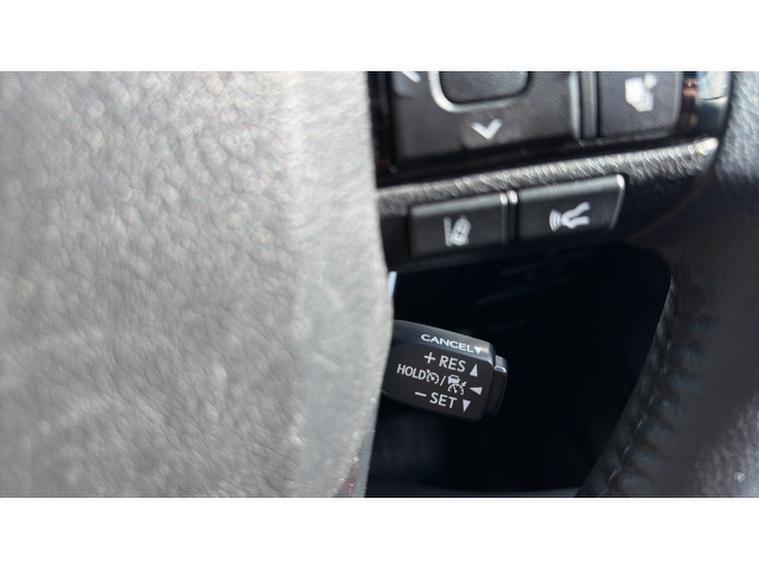 CANCEL
+ RES
HOLD /
− SET